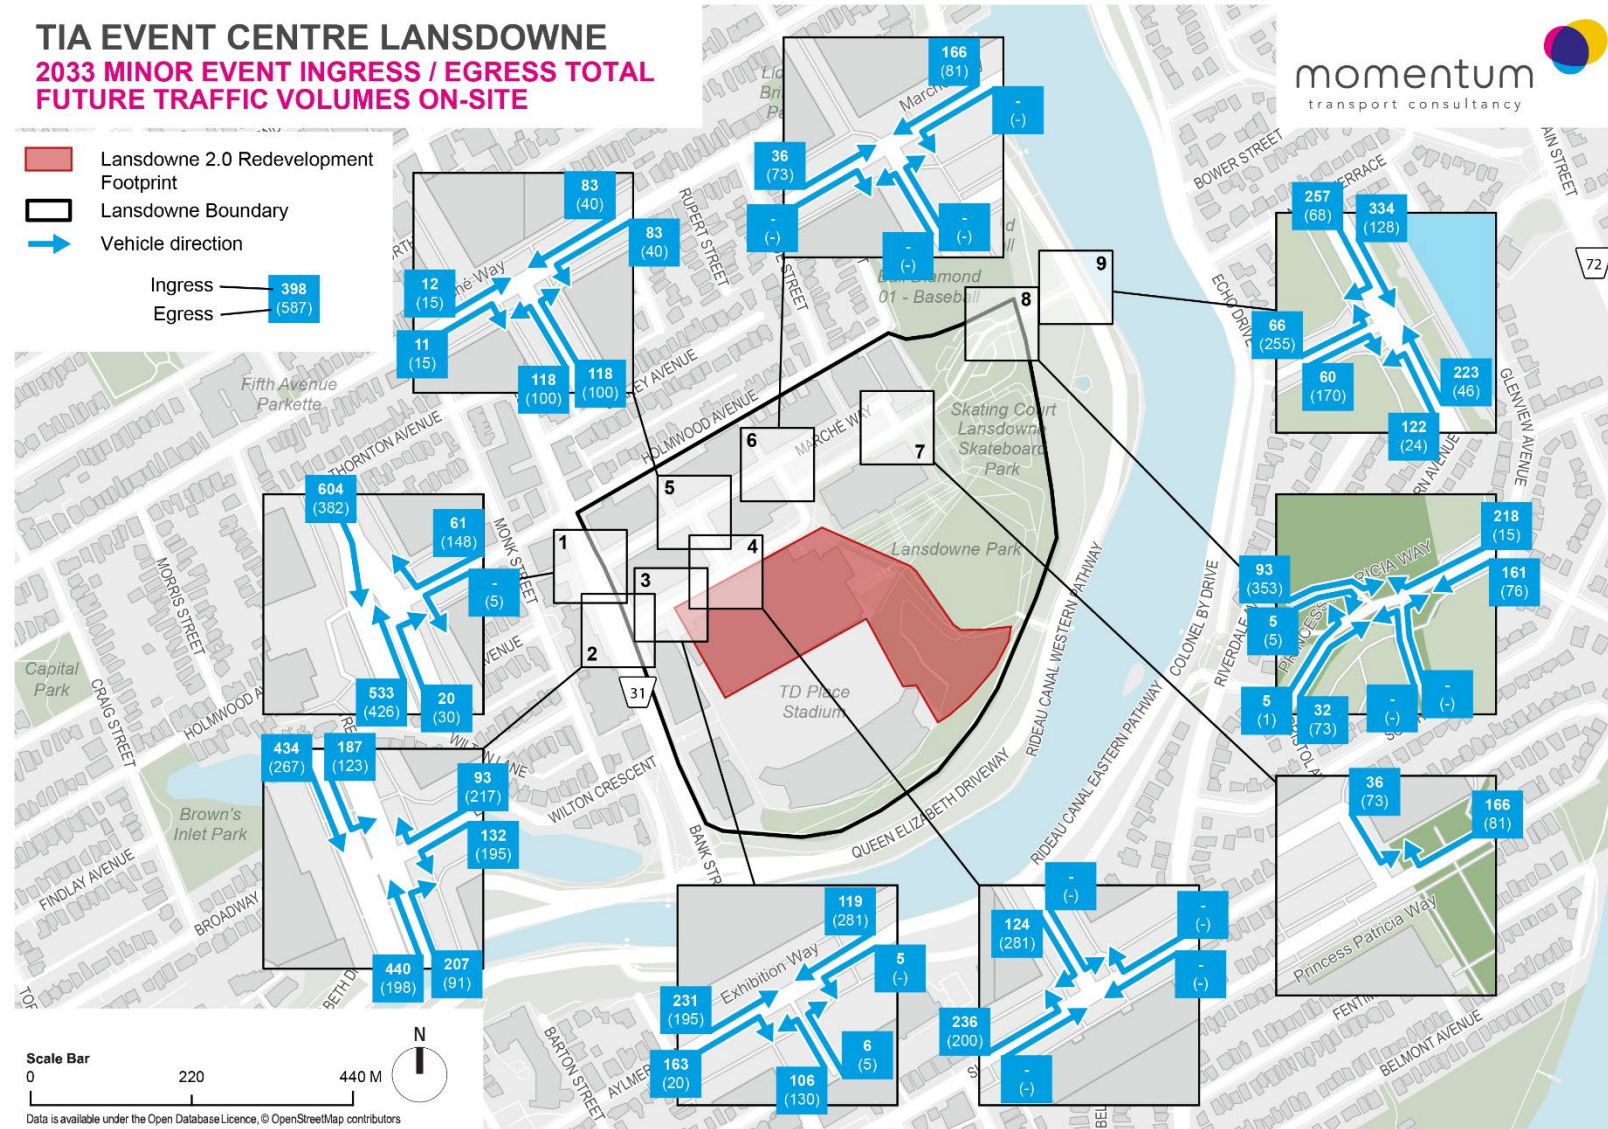 TIA EVENT CENTRE LANSDOWNE
2033 MINOR EVENT INGRESS / EGRESS TOTAL
FUTURE TRAFFIC VOLUMES ON-SITE
momentum
transport consultancy
Lansdowne 2.0 Redevelopment
Footprint
Lansdowne Boundary
Vehicle direction
Ingress
Egress
398
(587)
166
(81)
-
(-)
36
(73)
-
(-)
-
(-)
-
(-)
83
(40)
83
(40)
12
(15)
11
(15)
118
(100)
118
(100)
257
(68)
334
(128)
66
(255)
60
(170)
223
(46)
122
(24)
604
(382)
61
(148)
-
(5)
533
(426)
20
(30)
218
(15)
161
(76)
93
(353)
5
(5)
5
(1)
32
(73)
-
(-)
-
(-)
434
(267)
187
(123)
93
(217)
132
(195)
440
(198)
207
(91)
36
(73)
166
(81)
119
(281)
5
(-)
231
(195)
163
(20)
106
(130)
6
(5)
-
(-)
124
(281)
-
(-)
-
(-)
236
(200)
-
(-)
1
2
3
4
5
6
7
8
9
31
72
Ball Diamond
01 - Baseball
BOWER STREET
RUPERT STREET
Fifth Avenue
Parkette
THORNTON AVENUE
HOLMWOOD AVENUE
MARCHÉ WAY
Skating Court
Lansdowne
Skateboard
Park
Lansdowne Park
TD Place
Stadium
MONK STREET
MORRIS STREET
CRAIG STREET
Capital
Park
Brown's
Inlet Park
WILTON CRESCENT
FINDLAY AVENUE
BROADWAY
QUEEN ELIZABETH DRIVEWAY
RIDEAU CANAL WESTERN PATHWAY
RIDEAU CANAL EASTERN PATHWAY
COLONEL BY DRIVE
ECHO DRIVE
GLENVIEW AVENUE
Exhibition Way
Princess Patricia Way
BARTON STREET
BELMONT AVENUE
N
Scale Bar
0 220 440 M
Data is available under the Open Database Licence, © OpenStreetMap contributors